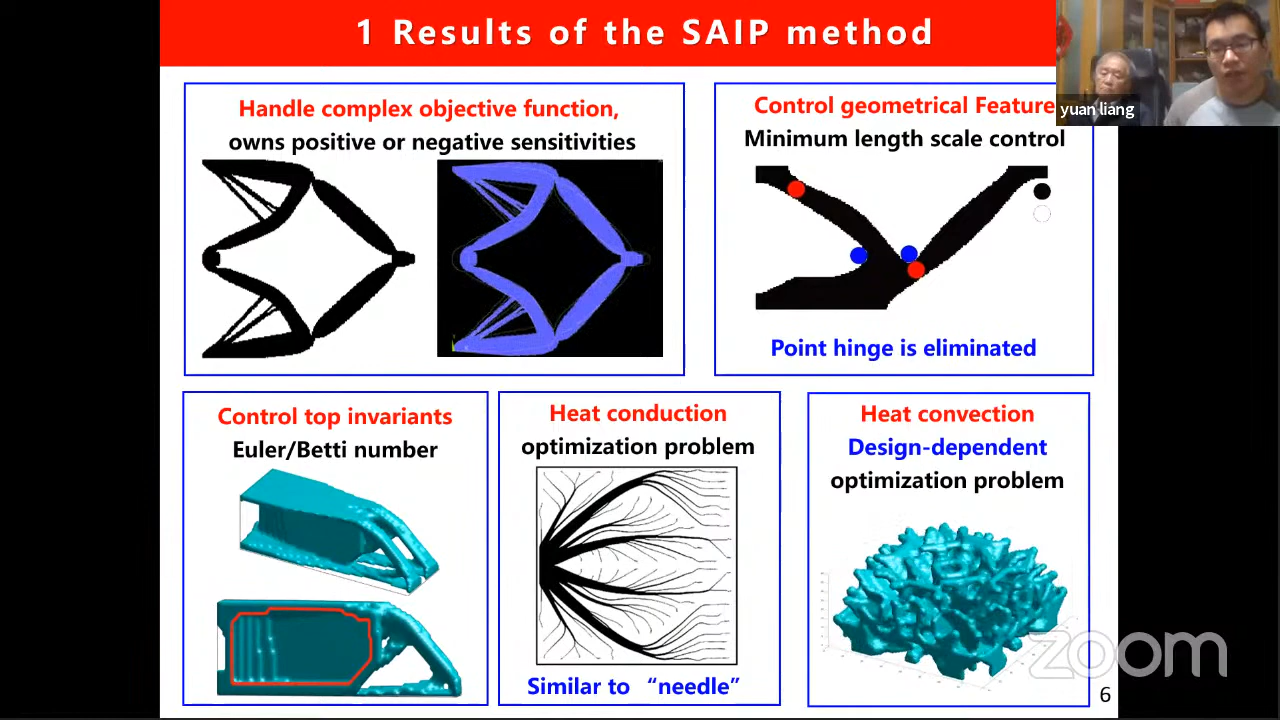 1 Results of the SAIP method
yuan liang
Handle complex objective function,
owns positive or negative sensitivities
Control geometrical Feature
Minimum length scale control
Point hinge is eliminated
Control top invariants
Euler/Betti number
Heat conduction
optimization problem
Similar to “needle”
Heat convection
Design-dependent
optimization problem
zoom
6